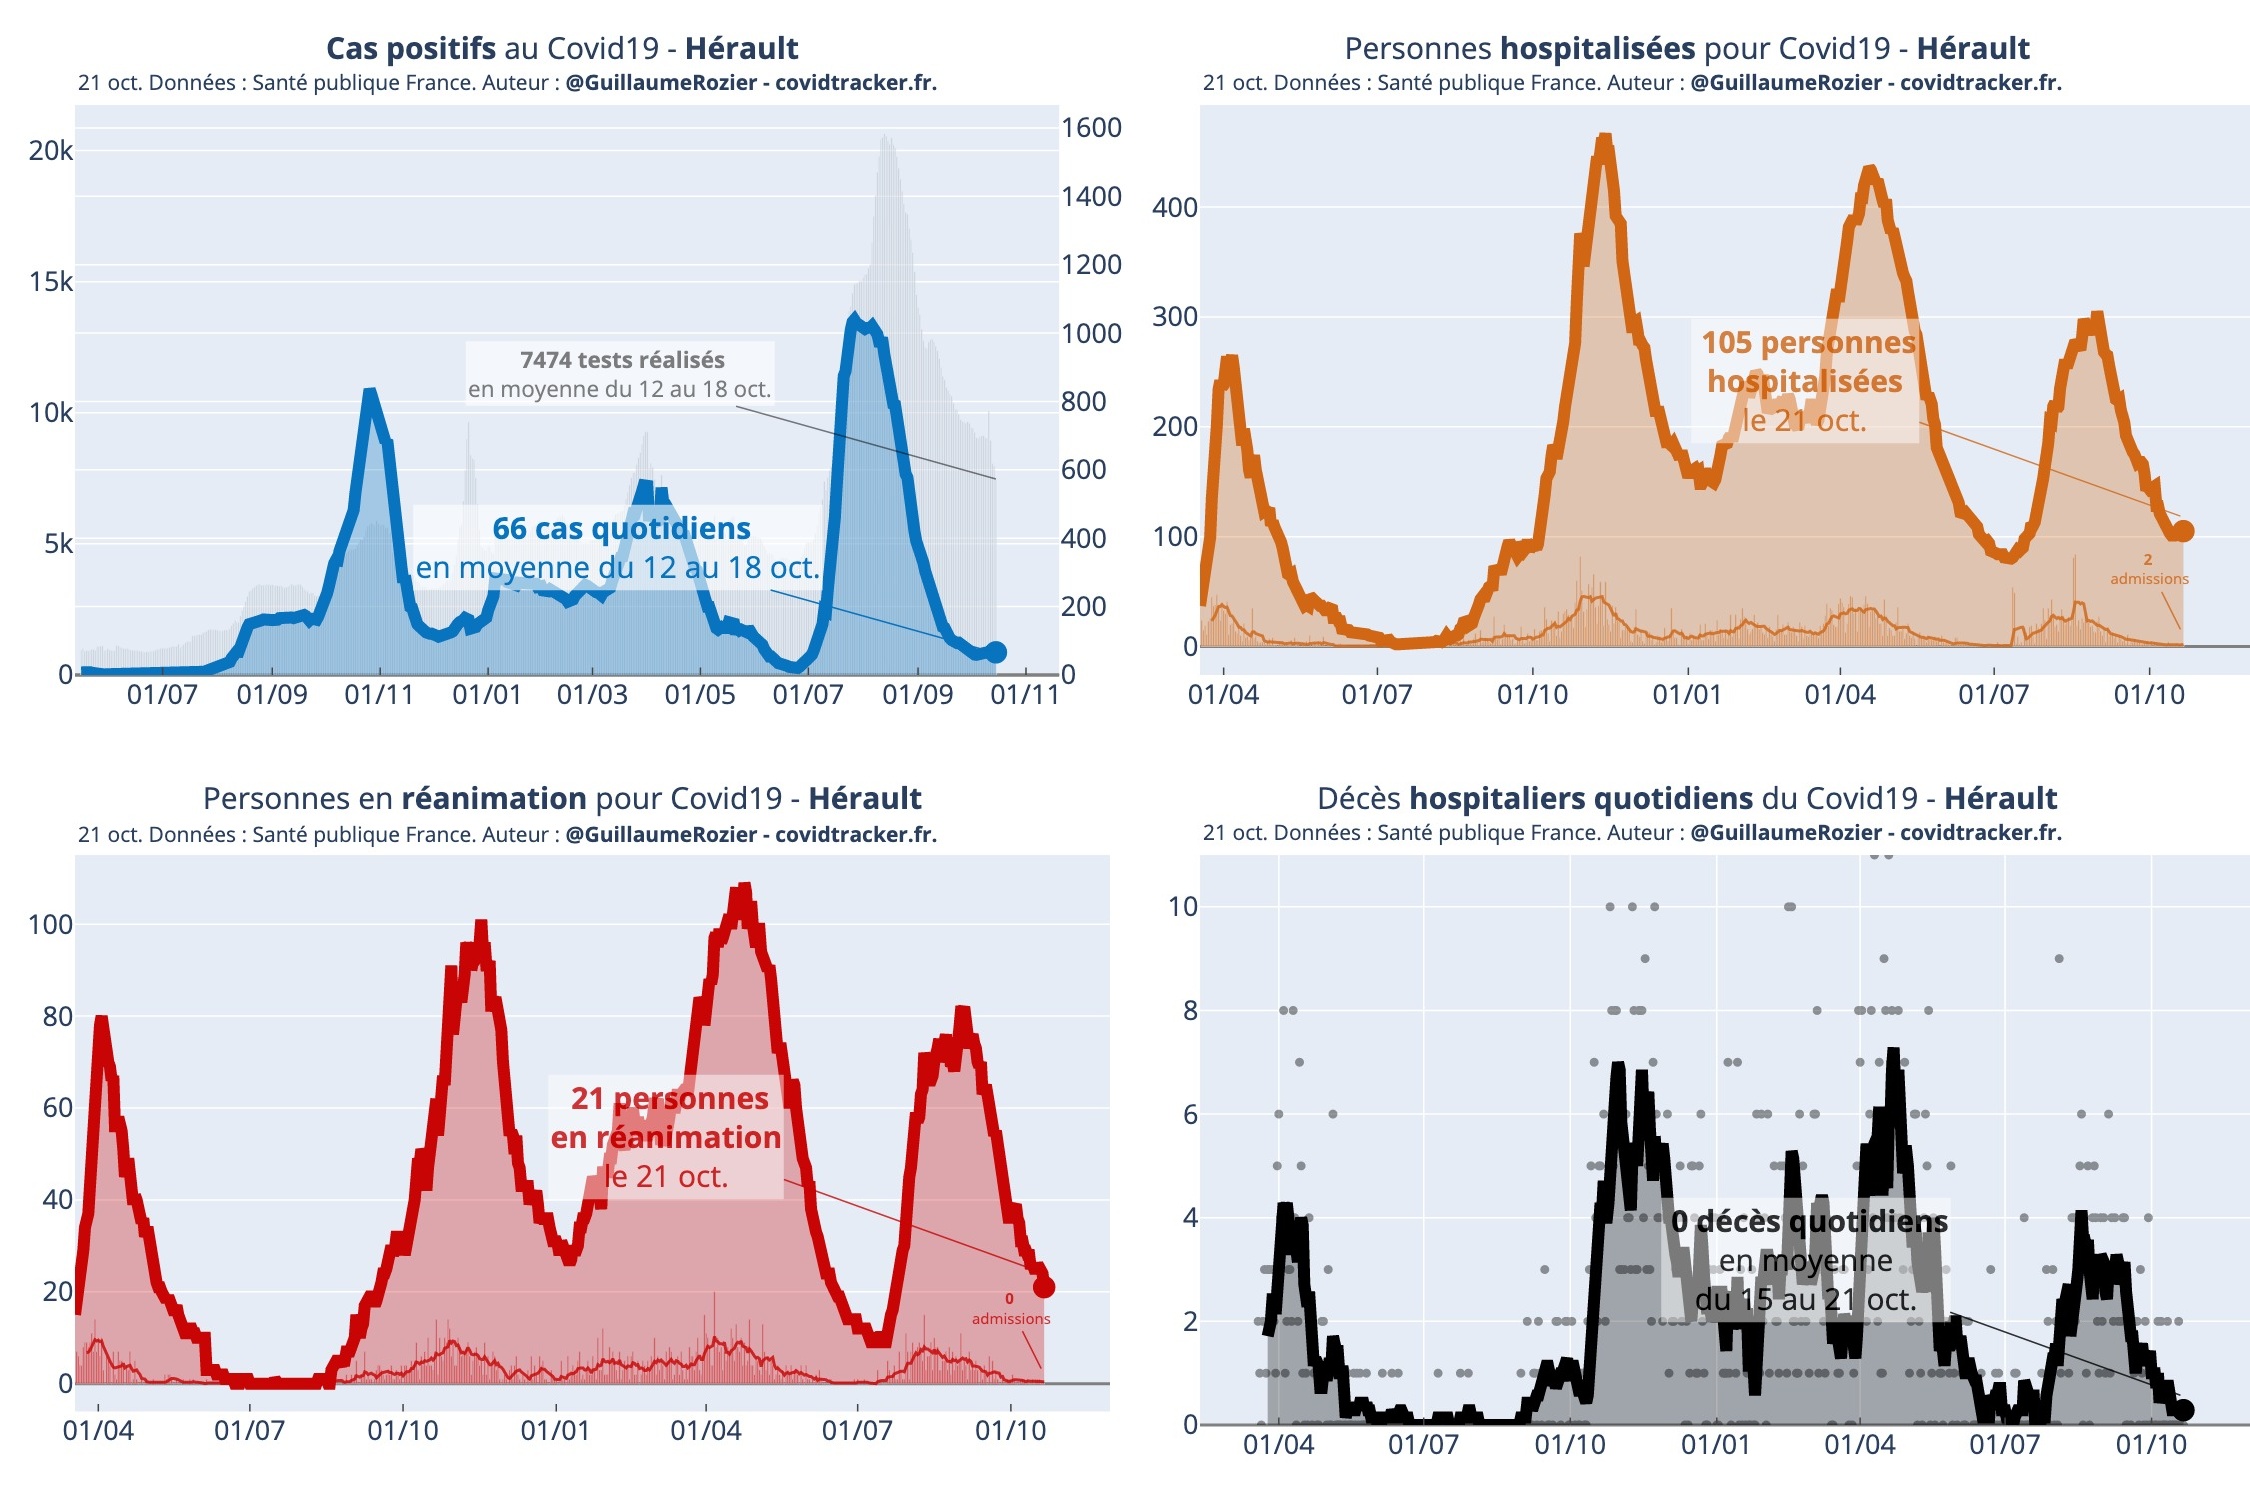 Cas positifs au Covid19 - Hérault
21 oct. Données : Santé publique France. Auteur : @GuillaumeRozier - covidtracker.fr.
20k
15k
10k
5k
0
1600
1400
1200
1000
800
600
400
200
0
7474 tests réalisés
en moyenne du 12 au 18 oct.
66 cas quotidiens
en moyenne du 12 au 18 oct.
01/07
01/09
01/11
01/01
01/03
01/05
01/07
01/09
01/11
Personnes hospitalisées pour Covid19 - Hérault
21 oct. Données : Santé publique France. Auteur : @GuillaumeRozier - covidtracker.fr.
400
300
200
100
0
105 personnes
hospitalisées
le 21 oct.
2
admissions
01/04
01/07
01/10
01/01
01/04
01/07
01/10
Personnes en réanimation pour Covid19 - Hérault
21 oct. Données : Santé publique France. Auteur : @GuillaumeRozier - covidtracker.fr.
100
80
60
40
20
0
21 personnes
en réanimation
le 21 oct.
0
admissions
01/04
01/07
01/10
01/01
01/04
01/07
01/10
Décès hospitaliers quotidiens du Covid19 - Hérault
21 oct. Données : Santé publique France. Auteur : @GuillaumeRozier - covidtracker.fr.
10
8
6
4
2
0
0 décès quotidiens
en moyenne
du 15 au 21 oct.
01/04
01/07
01/10
01/01
01/04
01/07
01/10